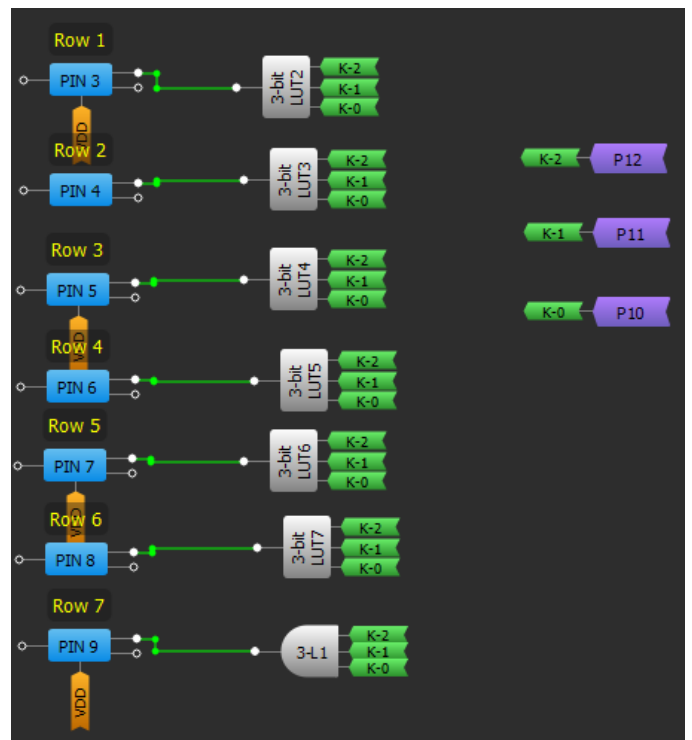 Row 1
PIN 3
3-bit
LUT2
K-2
K-1
K-0
VDD
Row 2
PIN 4
3-bit
LUT3
K-2
K-1
K-0
K-2
P12
Row 3
PIN 5
3-bit
LUT4
K-2
K-1
K-0
K-1
P11
K-0
P10
VDD
Row 4
PIN 6
3-bit
LUT5
K-2
K-1
K-0
Row 5
PIN 7
3-bit
LUT6
K-2
K-1
K-0
VDD
Row 6
PIN 8
3-bit
LUT7
K-2
K-1
K-0
Row 7
PIN 9
3-L1
K-2
K-1
K-0
VDD